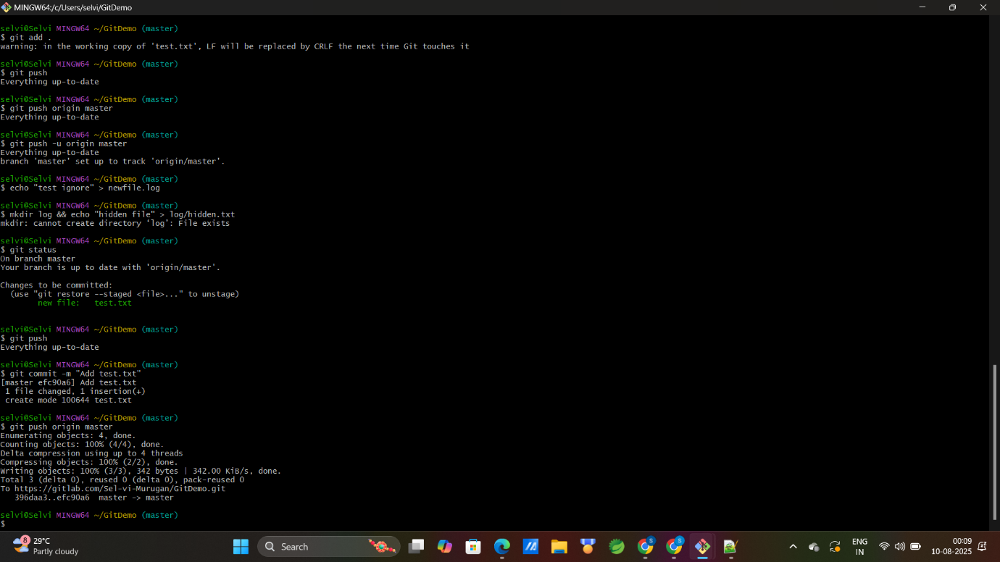 MINGW64:/c/Users/selvi/GitDemo
selvi@Selvi MINGW64 ~/GitDemo (master)
$ git add .
warning: in the working copy of 'test.txt', LF will be replaced by CRLF the next time Git touches it
selvi@Selvi MINGW64 ~/GitDemo (master)
$ git push
Everything up-to-date
selvi@Selvi MINGW64 ~/GitDemo (master)
$ git push origin master
Everything up-to-date
selvi@Selvi MINGW64 ~/GitDemo (master)
$ git push -u origin master
Everything up-to-date
branch 'master' set up to track 'origin/master'.
selvi@Selvi MINGW64 ~/GitDemo (master)
$ echo "test ignore" > newfile.log
selvi@Selvi MINGW64 ~/GitDemo (master)
$ mkdir log && echo "hidden file" > log/hidden.txt
mkdir: cannot create directory ‘log’: File exists
selvi@Selvi MINGW64 ~/GitDemo (master)
$ git status
On branch master
Your branch is up to date with 'origin/master'.
Changes to be committed:
  (use "git restore --staged <file>..." to unstage)
        new file:   test.txt
selvi@Selvi MINGW64 ~/GitDemo (master)
$ git push
Everything up-to-date
selvi@Selvi MINGW64 ~/GitDemo (master)
$ git commit -m "Add test.txt"
[master efc90a6] Add test.txt
 1 file changed, 1 insertion(+)
 create mode 100644 test.txt
selvi@Selvi MINGW64 ~/GitDemo (master)
$ git push origin master
Enumerating objects: 4, done.
Counting objects: 100% (4/4), done.
Delta compression using up to 4 threads
Compressing objects: 100% (2/2), done.
Writing objects: 100% (3/3), 342 bytes | 342.00 KiB/s, done.
Total 3 (delta 0), reused 0 (delta 0), pack-reused 0
To https://gitlab.com/Sel-vi-Murugan/GitDemo.git
   396daa3..efc90a6  master -> master
selvi@Selvi MINGW64 ~/GitDemo (master)
$
8
29°C
Partly cloudy
Search
S
S
ENG
IN
00:09
10-08-2025